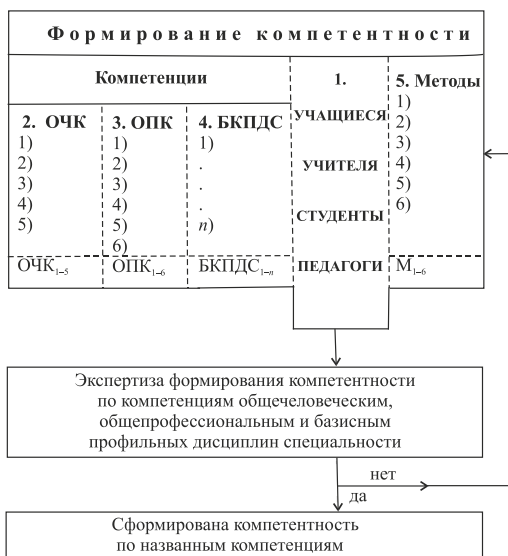 Формирование компетентности
Компетенции
2. ОЧК
1)
2)
3)
4)
5)
ОЧК1–5
3. ОПК
1)
2)
3)
4)
5)
6)
ОПК1–6
4. БКПДС
1)
.
.
.
n)
БКПДС1–n
1.
УЧАЩИЕСЯ
УЧИТЕЛЯ
СТУДЕНТЫ
ПЕДАГОГИ
5. Методы
1)
2)
3)
4)
5)
6)
М1–6
Экспертиза формирования компетентности
по компетенциям общечеловеческим,
общепрофессиональным и базисным
профильных дисциплин специальности
нет
да
Сформирована компетентность
по названным компетенциям